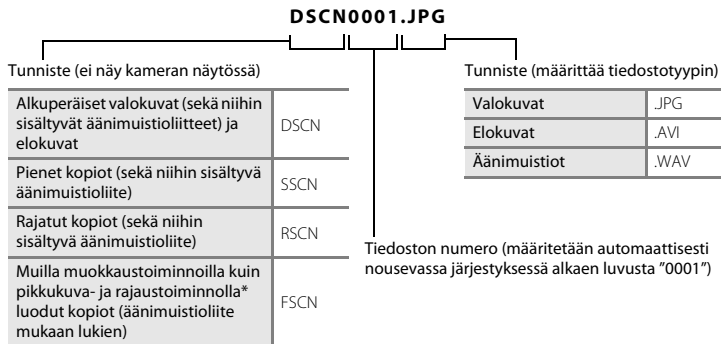 DSCN0001.JPG
Tunniste (ei näy kameran näytössä)
Alkuperäiset valokuvat (sekä niihin
sisältyvät äänimuistioliitteet) ja
elokuvat
DSCN
Pienet kopiot (sekä niihin sisältyvä
äänimuistioliite)
SSCN
Rajatut kopiot (sekä niihin
sisältyvä äänimuistioliite)
RSCN
Muilla muokkaustoiminnoilla kuin
pikkukuva- ja rajaustoiminnolla*
luodut kopiot (äänimuistioliite
mukaan lukien)
FSCN
Tunniste (määrittää tiedostotyypin)
Valokuvat .JPG
Elokuvat .AVI
Äänimuistiot .WAV
Tiedoston numero (määritetään automaattisesti
nousevassa järjestyksessä alkaen luvusta ”0001”)